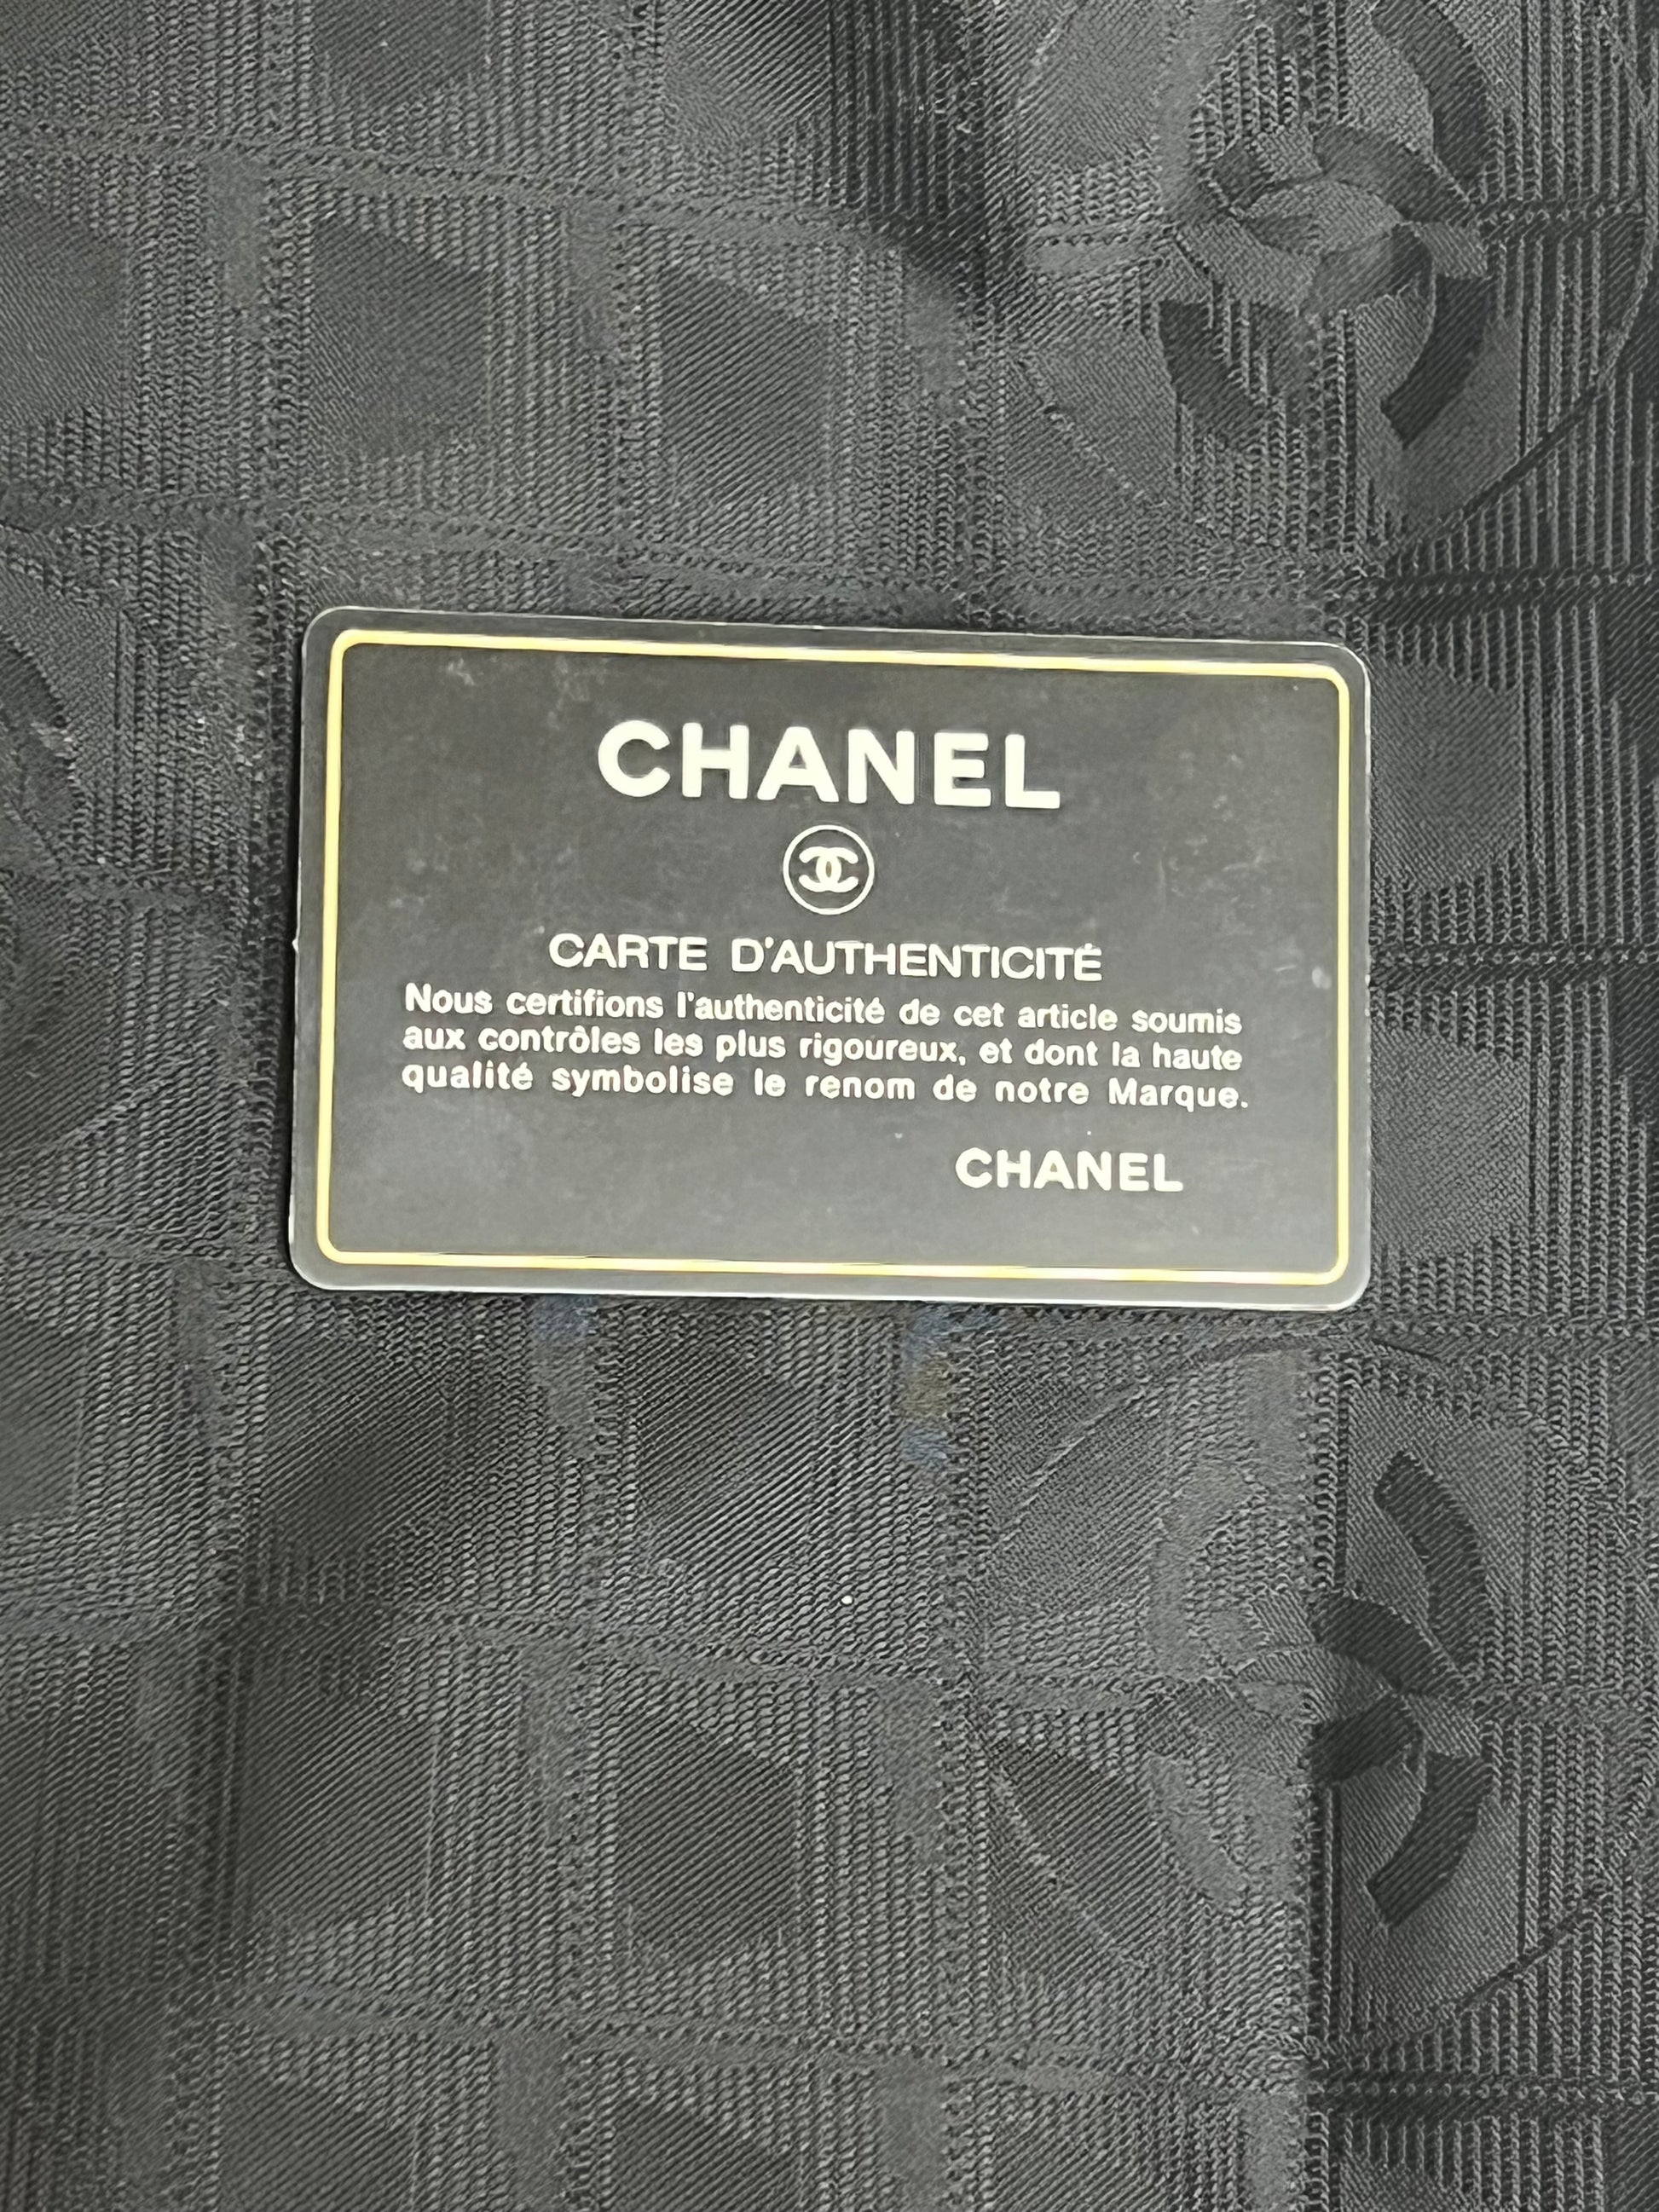 CHANEL
CARTE D'AUTHENTICITÉ
Nous certifions l'authenticité de cet article soumis
aux contrôles les plus rigoureux, et dont la haute
qualité symbolise le renom de notre Marque.
CHANEL